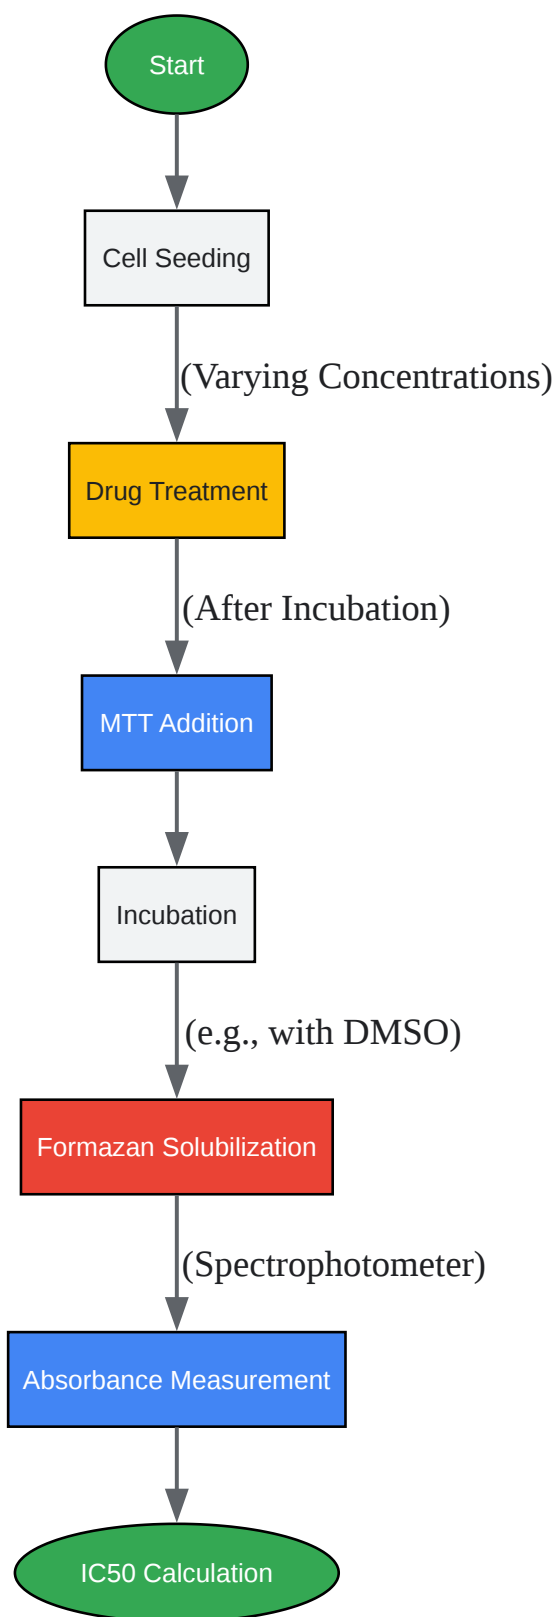 Start
Cell Seeding
(Varying Concentrations)
Drug Treatment
(After Incubation)
MTT Addition
Incubation
(e.g., with DMSO)
Formazan Solubilization
(Spectrophotometer)
Absorbance Measurement
IC50 Calculation